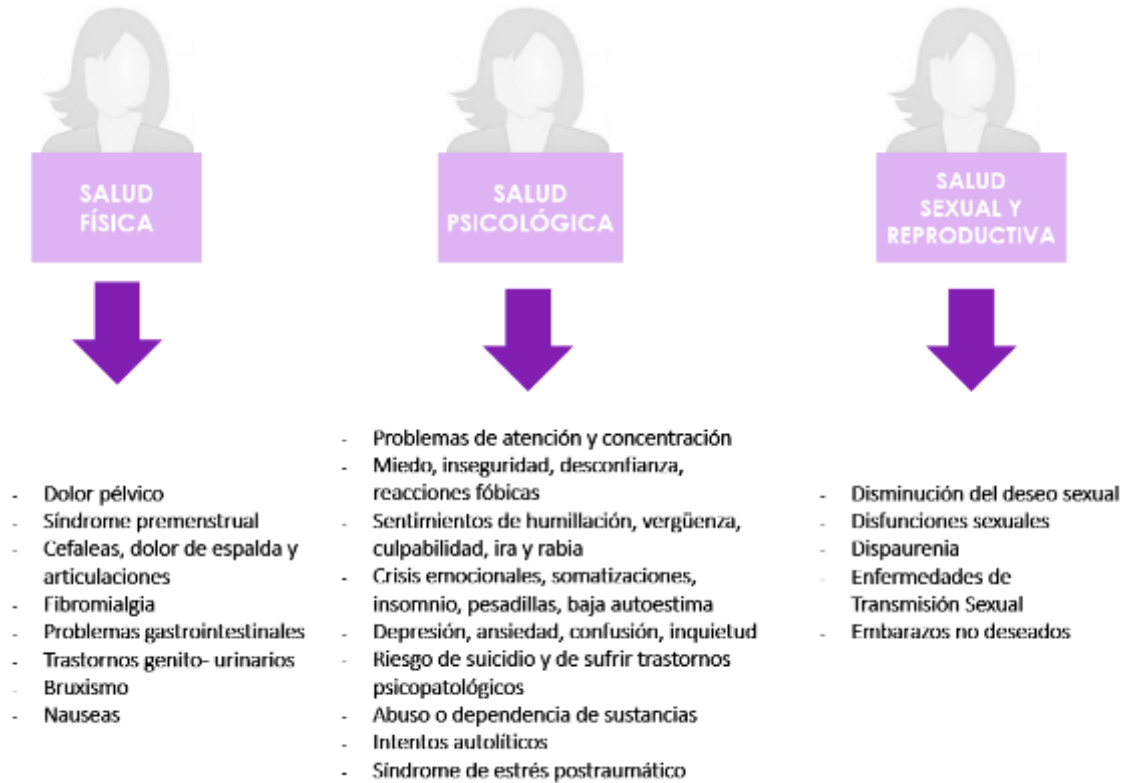 SALUD
FÍSICA
- Dolor pélvico
- Síndrome premenstrual
- Cefaleas, dolor de espalda y
articulaciones
- Fibromialgia
- Problemas gastrointestinales
- Trastornos genito- urinarios
- Bruxismo
- Nauseas
SALUD
PSICOLÓGICA
- Problemas de atención y concentración
- Miedo, inseguridad, desconfianza,
reacciones fóbicas
- Sentimientos de humillación, vergüenza,
culpabilidad, ira y rabia
- Crisis emocionales, somatizaciones,
insomnio, pesadillas, baja autoestima
- Depresión, ansiedad, confusión, inquietud
- Riesgo de suicidio y de sufrir trastornos
psicopatológicos
- Abuso o dependencia de sustancias
- Intentos autolíticos
- Síndrome de estrés postraumático
SALUD
SEXUAL Y
REPRODUCTIVA
- Disminución del deseo sexual
- Disfunciones sexuales
- Dispaurenia
- Enfermedades de
Transmisión Sexual
- Embarazos no deseados